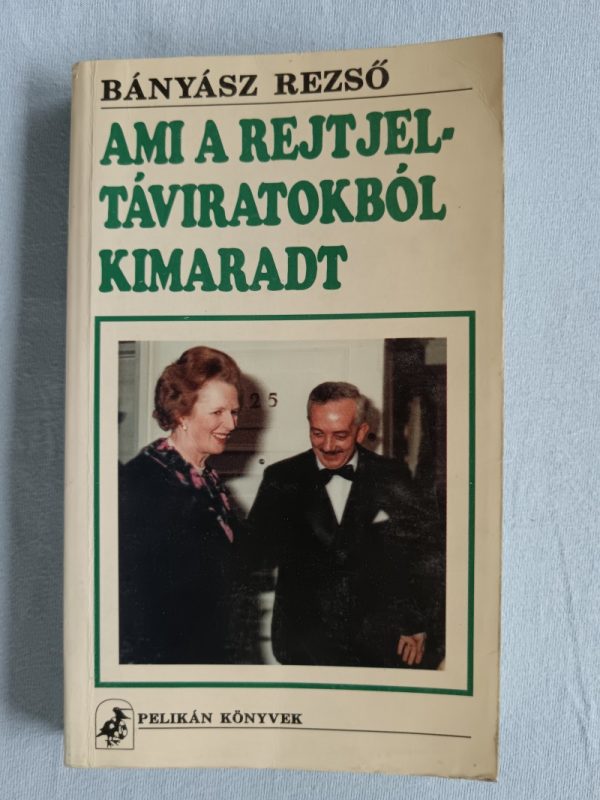 BÁNYÁSZ REZSŐ
AMI A REJTJEL-
TÁVIRATOKBÓL
KIMARADT
25
PELIKÁN KÖNYVEK